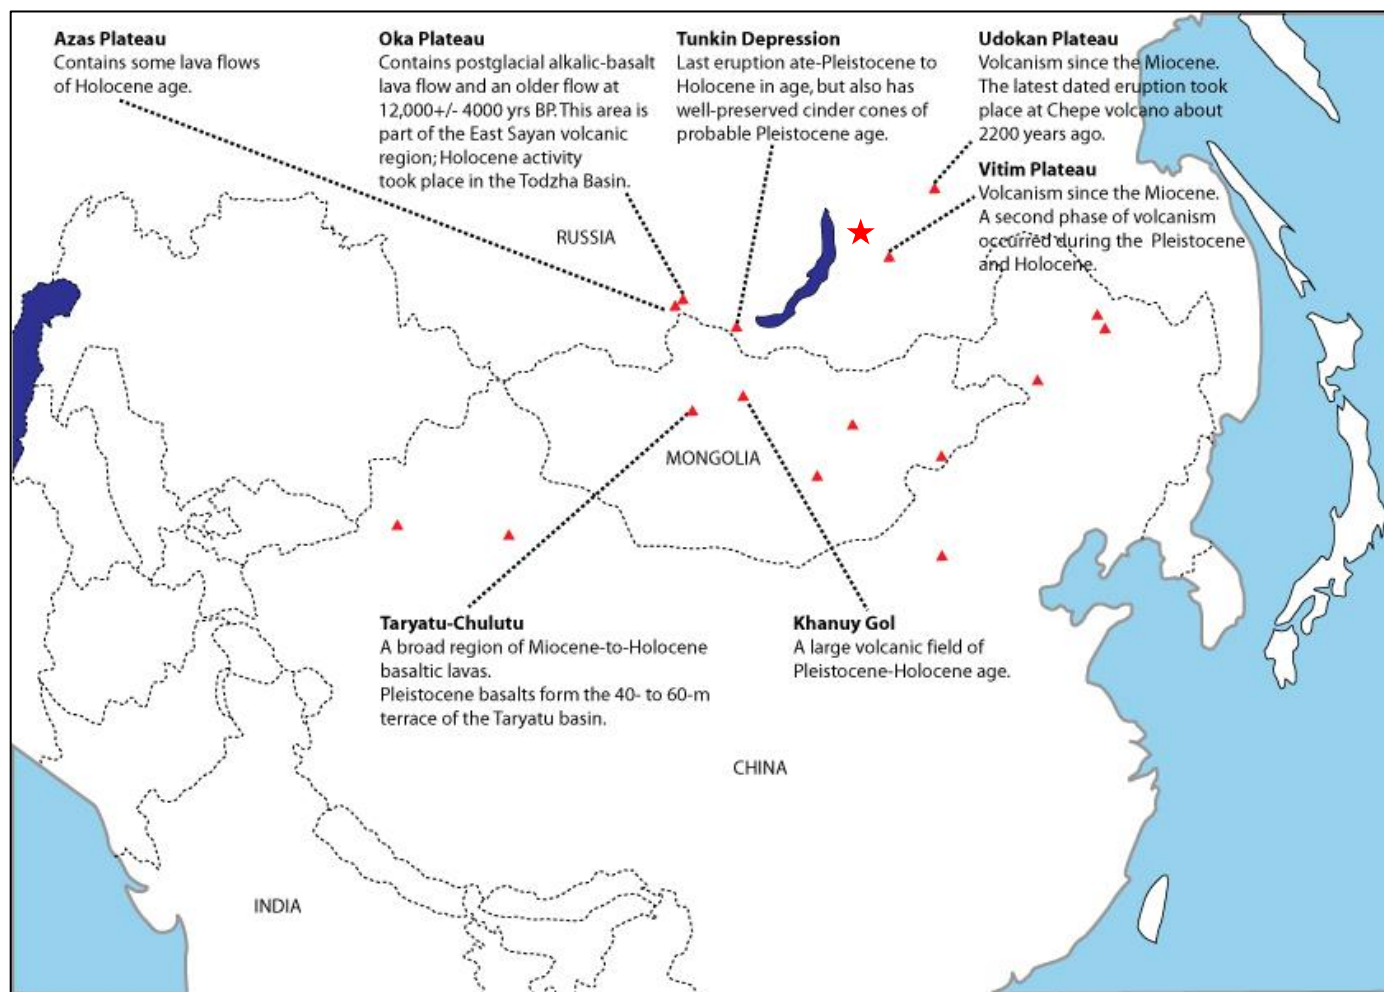 Azas Plateau
Contains some lava flows
of Holocene age.
Oka Plateau
Contains postglacial alkalic-basalt
lava flow and an older flow at
12,000+/- 4000 yrs BP. This area is
part of the East Sayan volcanic
region; Holocene activity
took place in the Todzha Basin.
Tunkin Depression
Last eruption ate-Pleistocene to
Holocene in age, but also has
well-preserved cinder cones of
probable Pleistocene age.
Udokan Plateau
Volcanism since the Miocene.
The latest dated eruption took
place at Chepe volcano about
2200 years ago.
Vitim Plateau
Volcanism since the Miocene.
A second phase of volcanism
occurred during the Pleistocene
and Holocene.
RUSSIA
MONGOLIA
Taryatu-Chulutu
A broad region of Miocene-to-Holocene
basaltic lavas.
Pleistocene basalts form the 40- to 60-m
terrace of the Taryatu basin.
Khanuy Gol
A large volcanic field of
Pleistocene-Holocene age.
CHINA
INDIA